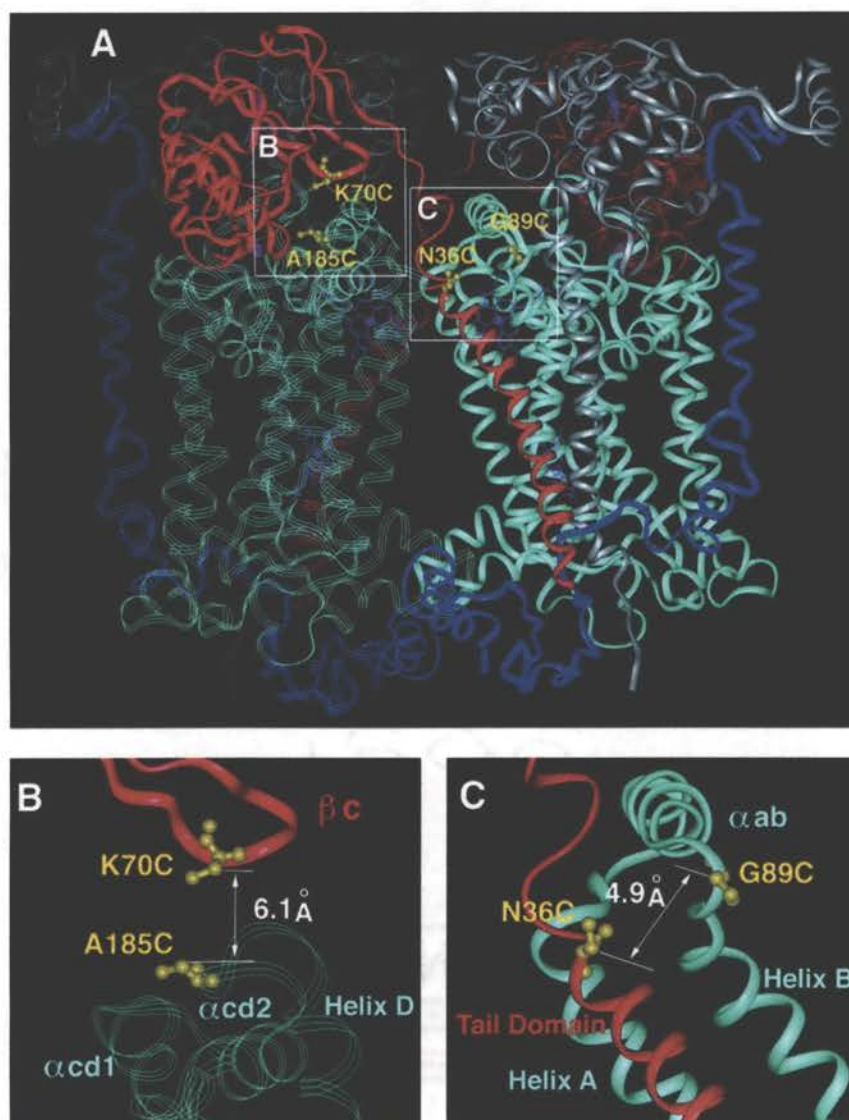 A
B
K70C
A185C
C
G89C
N36C
B
βc
K70C
6.1Å
A185C
αcd2
Helix D
αcd1
C
αab
G89C
4.9Å
N36C
Helix B
Tail Domain
Helix A